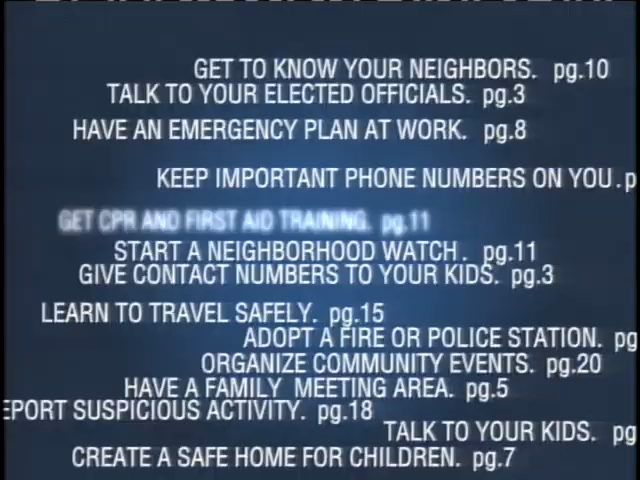 GET TO KNOW YOUR NEIGHBORS. pg.10
TALK TO YOUR ELECTED OFFICIALS. pg.3
HAVE AN EMERGENCY PLAN AT WORK. pg.8
KEEP IMPORTANT PHONE NUMBERS ON YOU. p
GET CPR AND FIRST AID TRAINING. pg.11
START A NEIGHBORHOOD WATCH. pg.11
GIVE CONTACT NUMBERS TO YOUR KIDS. pg.3
LEARN TO TRAVEL SAFELY. pg.15
ADOPT A FIRE OR POLICE STATION. pg
ORGANIZE COMMUNITY EVENTS. pg.20
HAVE A FAMILY MEETING AREA. pg.5
EPORT SUSPICIOUS ACTIVITY. pg.18
TALK TO YOUR KIDS. pg
CREATE A SAFE HOME FOR CHILDREN. pg.7